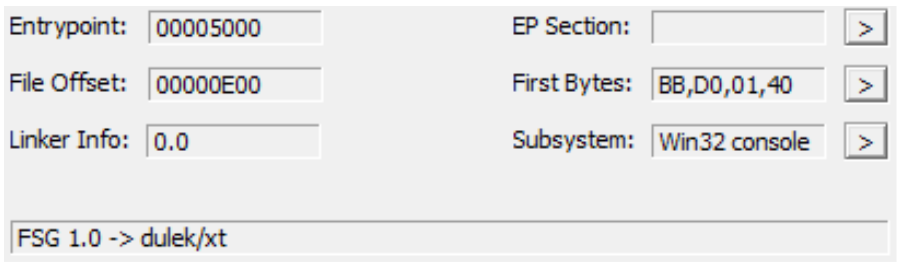 Entrypoint: 00005000 EP Section: >
File Offset: 00000E00 First Bytes: BB,D0,01,40 >
Linker Info: 0.0 Subsystem: Win32 console >
FSG 1.0 -> dulek/xt